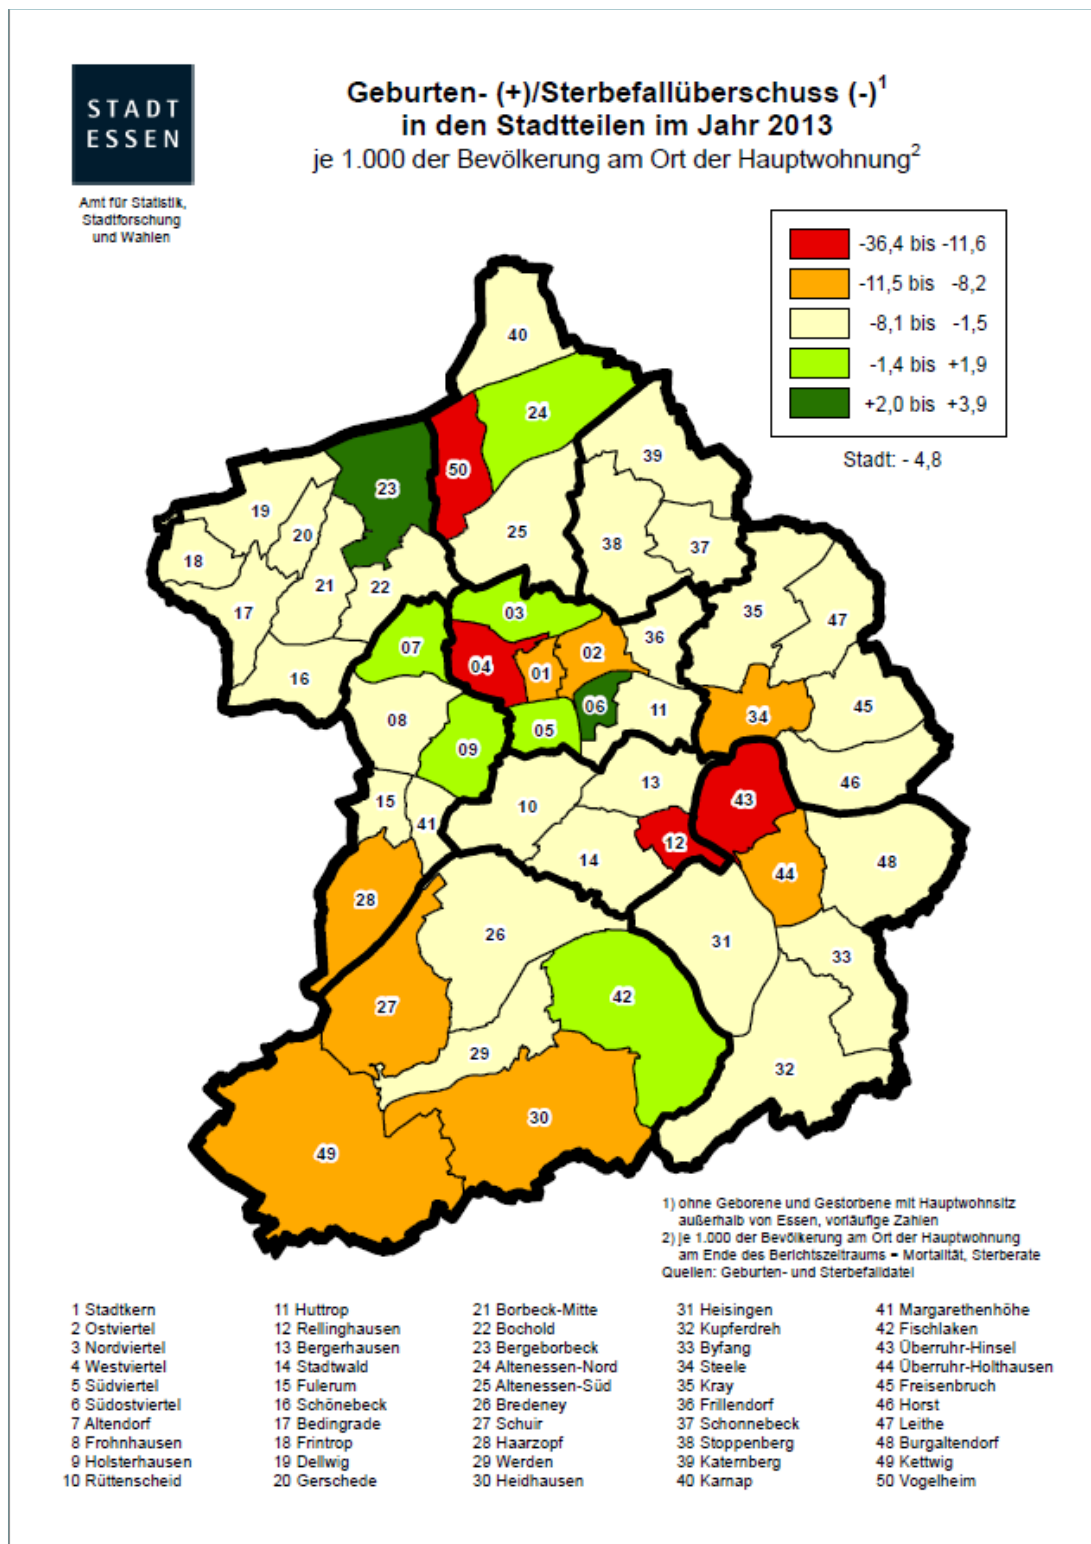 STADT
ESSEN
Amt für Statistik,
Stadtforschung
und Wahlen
Geburten- (+)/Sterbefallüberschuss (-)¹
in den Stadtteilen im Jahr 2013
je 1.000 der Bevölkerung am Ort der Hauptwohnung²
-36,4 bis -11,6
-11,5 bis -8,2
-8,1 bis -1,5
-1,4 bis +1,9
+2,0 bis +3,9
Stadt: - 4,8
40
24
50
39
23
19
20
25
38
37
18
21
22
17
03
35
47
36
07
04
01
02
16
06
11
45
08
05
34
09
13
46
15
10
43
41
12
14
44
48
28
26
31
33
27
42
29
32
30
49
1) ohne Geborene und Gestorbene mit Hauptwohnsitz
außerhalb von Essen, vorläufige Zahlen
2) je 1.000 der Bevölkerung am Ort der Hauptwohnung
am Ende des Berichtszeitraums = Mortalität, Sterberate
Quellen: Geburten- und Sterbefalldatei
1 Stadtkern
2 Ostviertel
3 Nordviertel
4 Westviertel
5 Südviertel
6 Südostviertel
7 Altendorf
8 Frohnhausen
9 Holsterhausen
10 Rüttenscheid
11 Huttrop
12 Rellinghausen
13 Bergerhausen
14 Stadtwald
15 Fulerum
16 Schönebeck
17 Bedingrade
18 Frintrop
19 Dellwig
20 Gerschede
21 Borbeck-Mitte
22 Bochold
23 Bergeborbeck
24 Altenessen-Nord
25 Altenessen-Süd
26 Bredeney
27 Schuir
28 Haarzopf
29 Werden
30 Heidhausen
31 Heisingen
32 Kupferdreh
33 Byfang
34 Steele
35 Kray
36 Frillendorf
37 Schonnebeck
38 Stoppenberg
39 Katernberg
40 Karnap
41 Margarethenhöhe
42 Fischlaken
43 Überruhr-Hinsel
44 Überruhr-Holthausen
45 Freisenbruch
46 Horst
47 Leithe
48 Burgaltendorf
49 Kettwig
50 Vogelheim